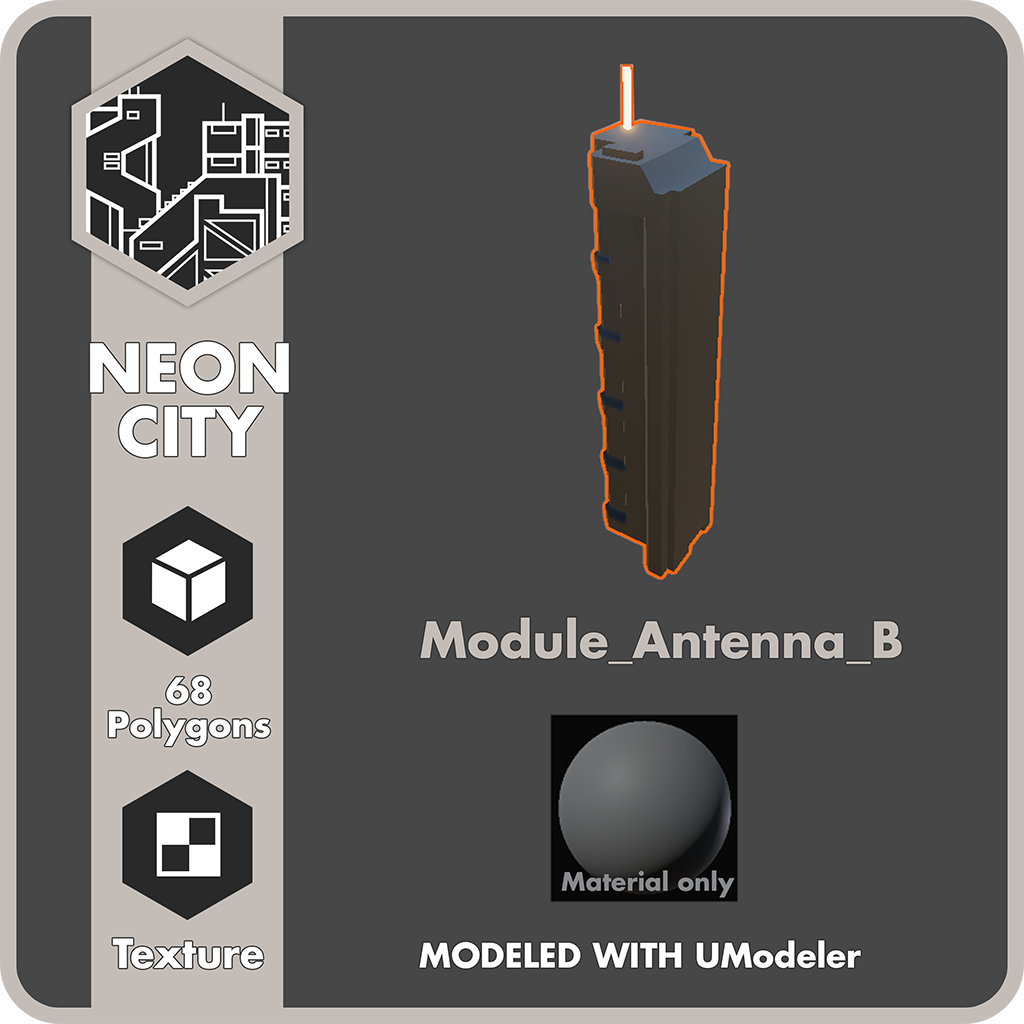 NEON
CITY
68
Polygons
Texture
Module_Antenna_B
Material only
MODELED WITH UModeler